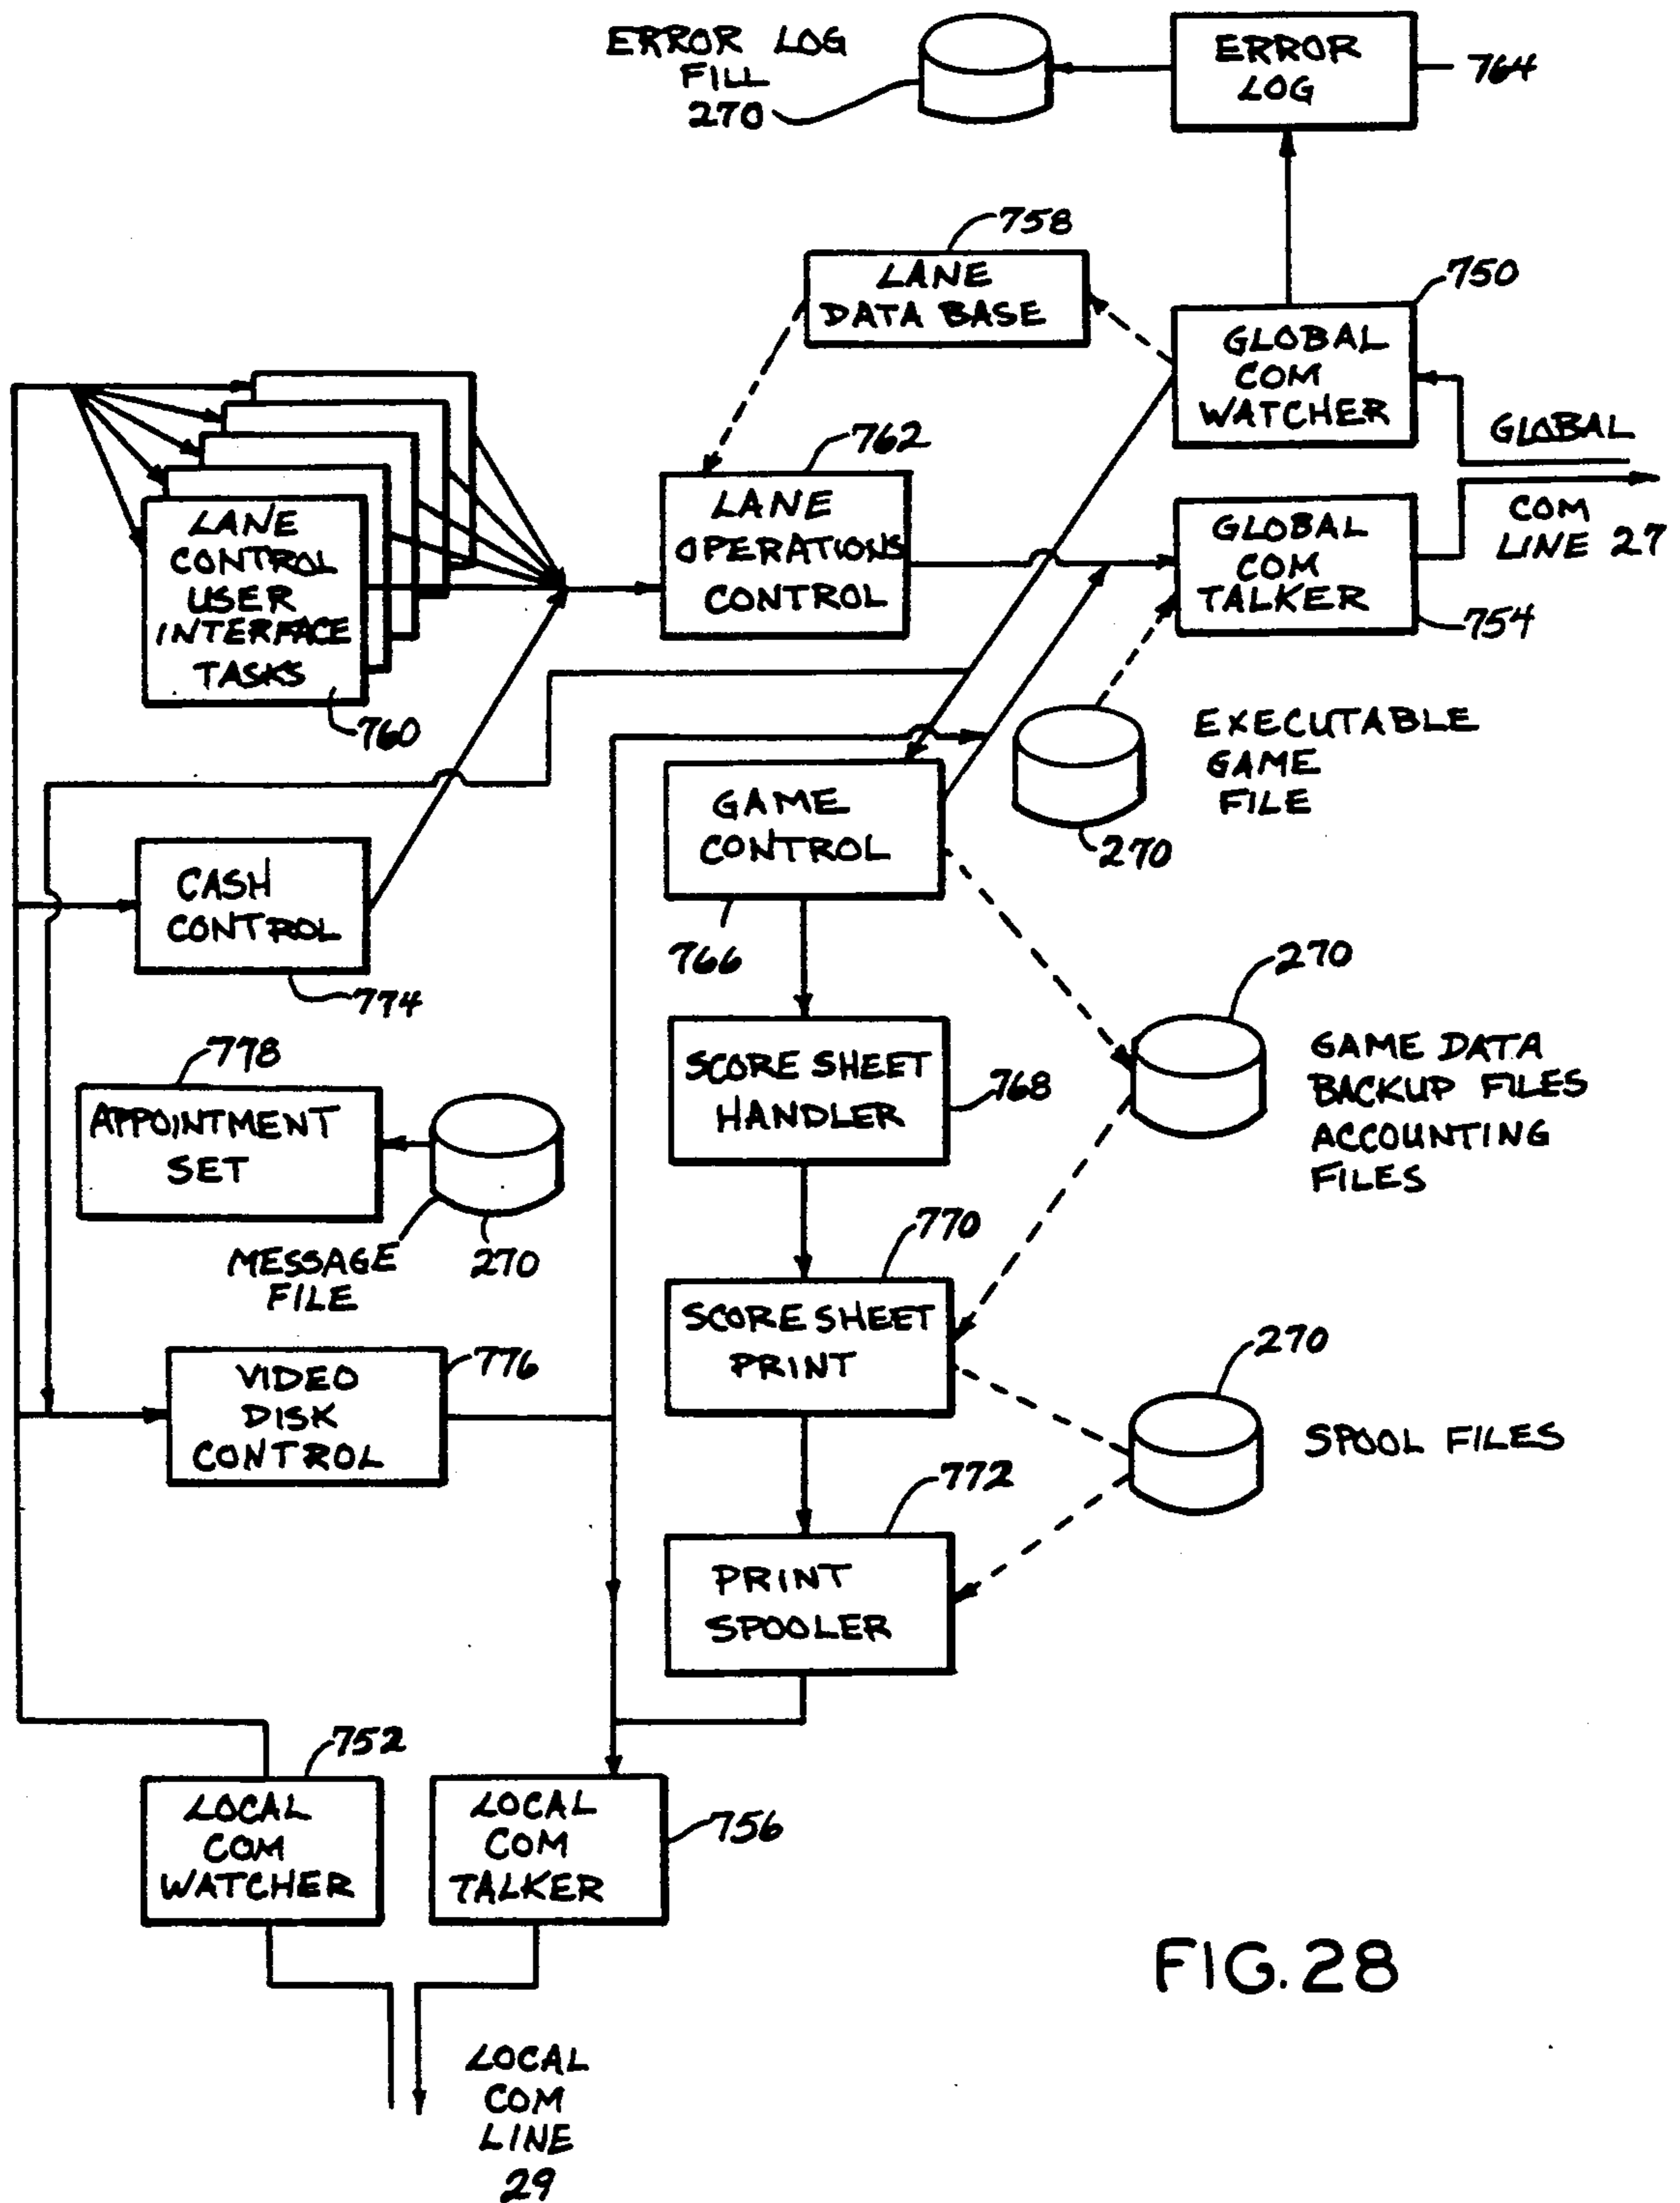 ERROR LOG
FILL
270
ERROR
LOG
764
758
LANE
DATA BASE
750
GLOBAL
COM
WATCHER
GLOBAL
COM
LINE 27
762
LANE
OPERATIONS
CONTROL
GLOBAL
COM
TALKER
754
LANE
CONTROL
USER
INTERFACE
TASKS
760
EXECUTABLE
GAME
FILE
270
GAME
CONTROL
766
CASH
CONTROL
774
270
GAME DATA
BACKUP FILES
ACCOUNTING
FILES
SCORE SHEET
HANDLER
768
778
APPOINTMENT
SET
MESSAGE
FILE
270
770
SCORE SHEET
PRINT
270
SPOOL FILES
VIDEO
DISK
CONTROL
776
772
PRINT
SPOOLER
752
LOCAL
COM
WATCHER
LOCAL
COM
TALKER
756
LOCAL
COM
LINE
29
FIG. 28